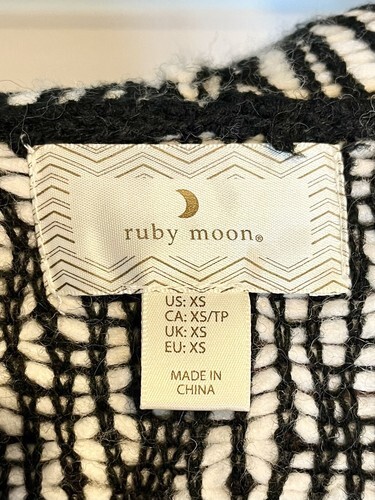 ruby moon®
US: XS
CA: XS/TP
UK: XS
EU: XS
MADE IN
CHINA